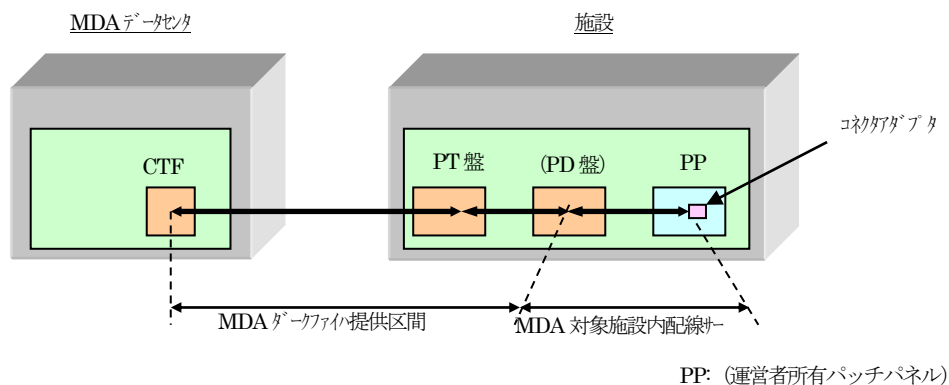 MDAデータセンタ
施設
コネクタアダプタ
CTF
PT盤
(PD盤)
PP
MDAダークファイバ提供区間
MDA対象施設内配線サー
PP:（運営者所有パッチパネル)